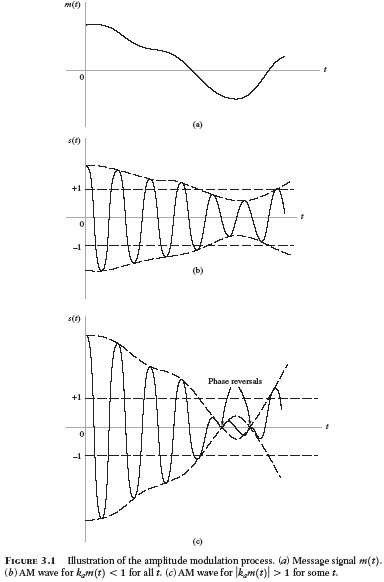 m(t)
0
t
(a)
s(t)
+1
0
t
–1
(b)
s(t)
Phase reversals
+1
0
t
–1
(c)
FIGURE 3.1 Illustration of the amplitude modulation process. (a) Message signal m(t).
(b) AM wave for kₐm(t) < 1 for all t. (c) AM wave for |kₐm(t)| > 1 for some t.